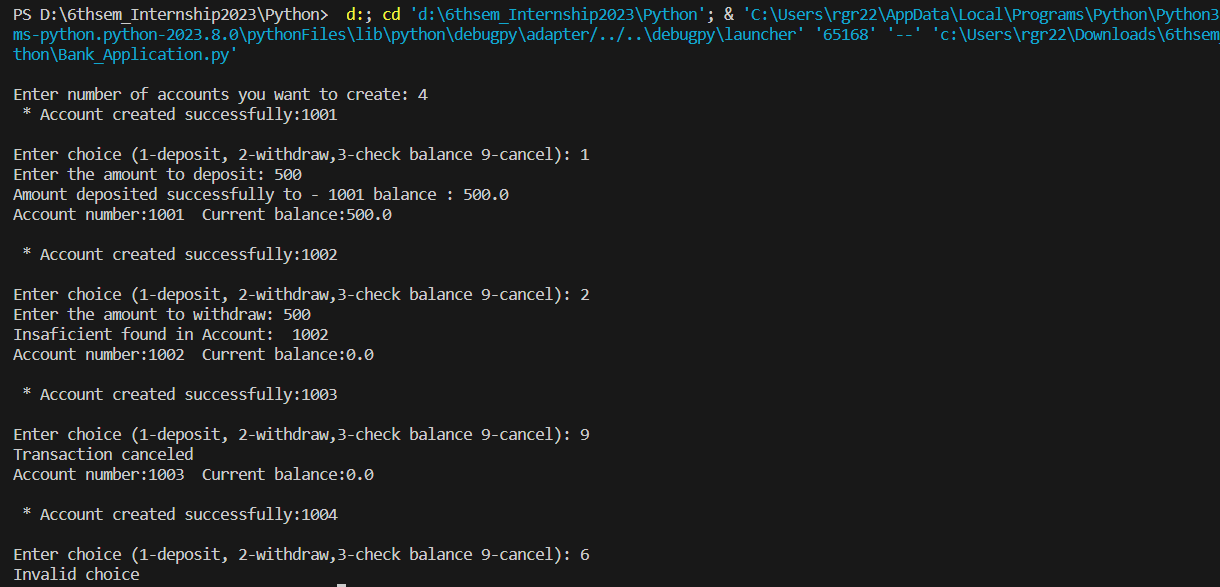 PS D:\6thsem_Internship2023\Python>  d:; cd 'd:\6thsem_Internship2023\Python'; & 'C:\Users\rgr22\AppData\Local\Programs\Python\Python3
ms-python.python-2023.8.0\pythonFiles\lib\python\debugpy\adapter/../..\debugpy\launcher' '65168' '--' 'c:\Users\rgr22\Downloads\6thsem
thon\Bank_Application.py'
Enter number of accounts you want to create: 4
 * Account created successfully:1001
Enter choice (1-deposit, 2-withdraw,3-check balance 9-cancel): 1
Enter the amount to deposit: 500
Amount deposited successfully to - 1001 balance : 500.0
Account number:1001  Current balance:500.0
 * Account created successfully:1002
Enter choice (1-deposit, 2-withdraw,3-check balance 9-cancel): 2
Enter the amount to withdraw: 500
Insaficient found in Account:  1002
Account number:1002  Current balance:0.0
 * Account created successfully:1003
Enter choice (1-deposit, 2-withdraw,3-check balance 9-cancel): 9
Transaction canceled
Account number:1003  Current balance:0.0
 * Account created successfully:1004
Enter choice (1-deposit, 2-withdraw,3-check balance 9-cancel): 6
Invalid choice